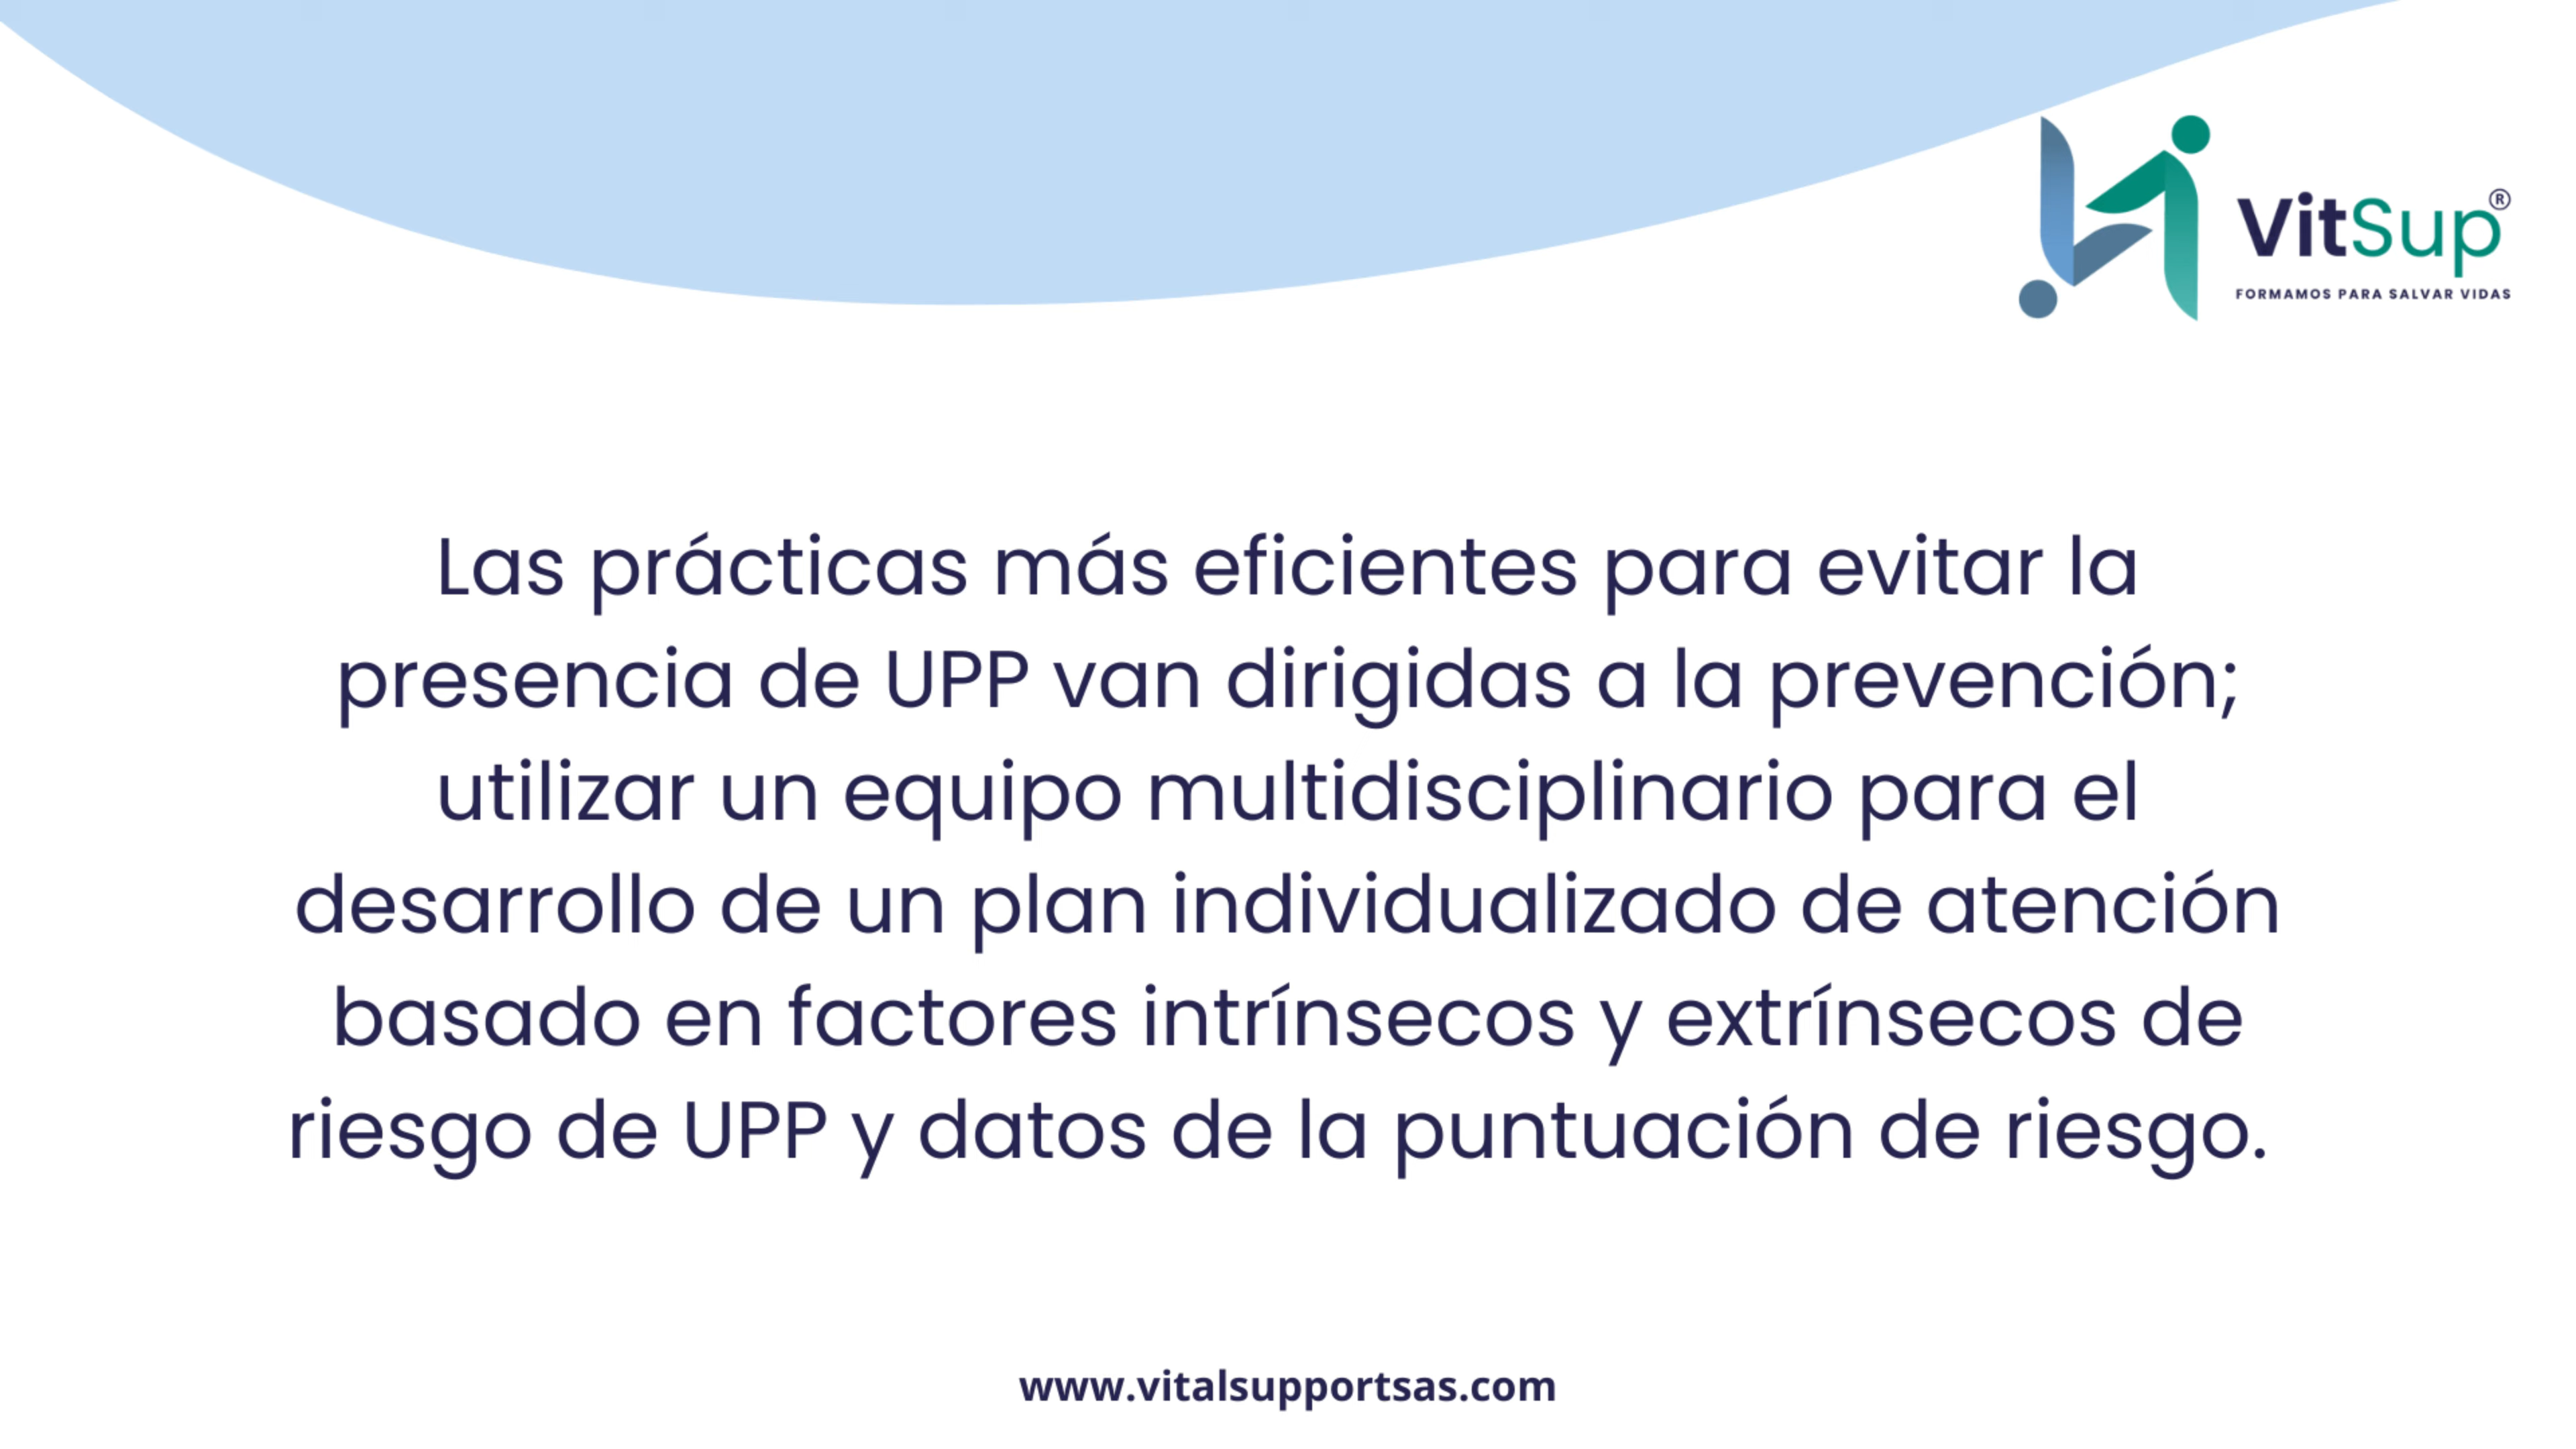 VitSup®
FORMAMOS PARA SALVAR VIDAS
Las prácticas más eficientes para evitar la
presencia de UPP van dirigidas a la prevención;
utilizar un equipo multidisciplinario para el
desarrollo de un plan individualizado de atención
basado en factores intrínsecos y extrínsecos de
riesgo de UPP y datos de la puntuación de riesgo.
www.vitalsupportsas.com